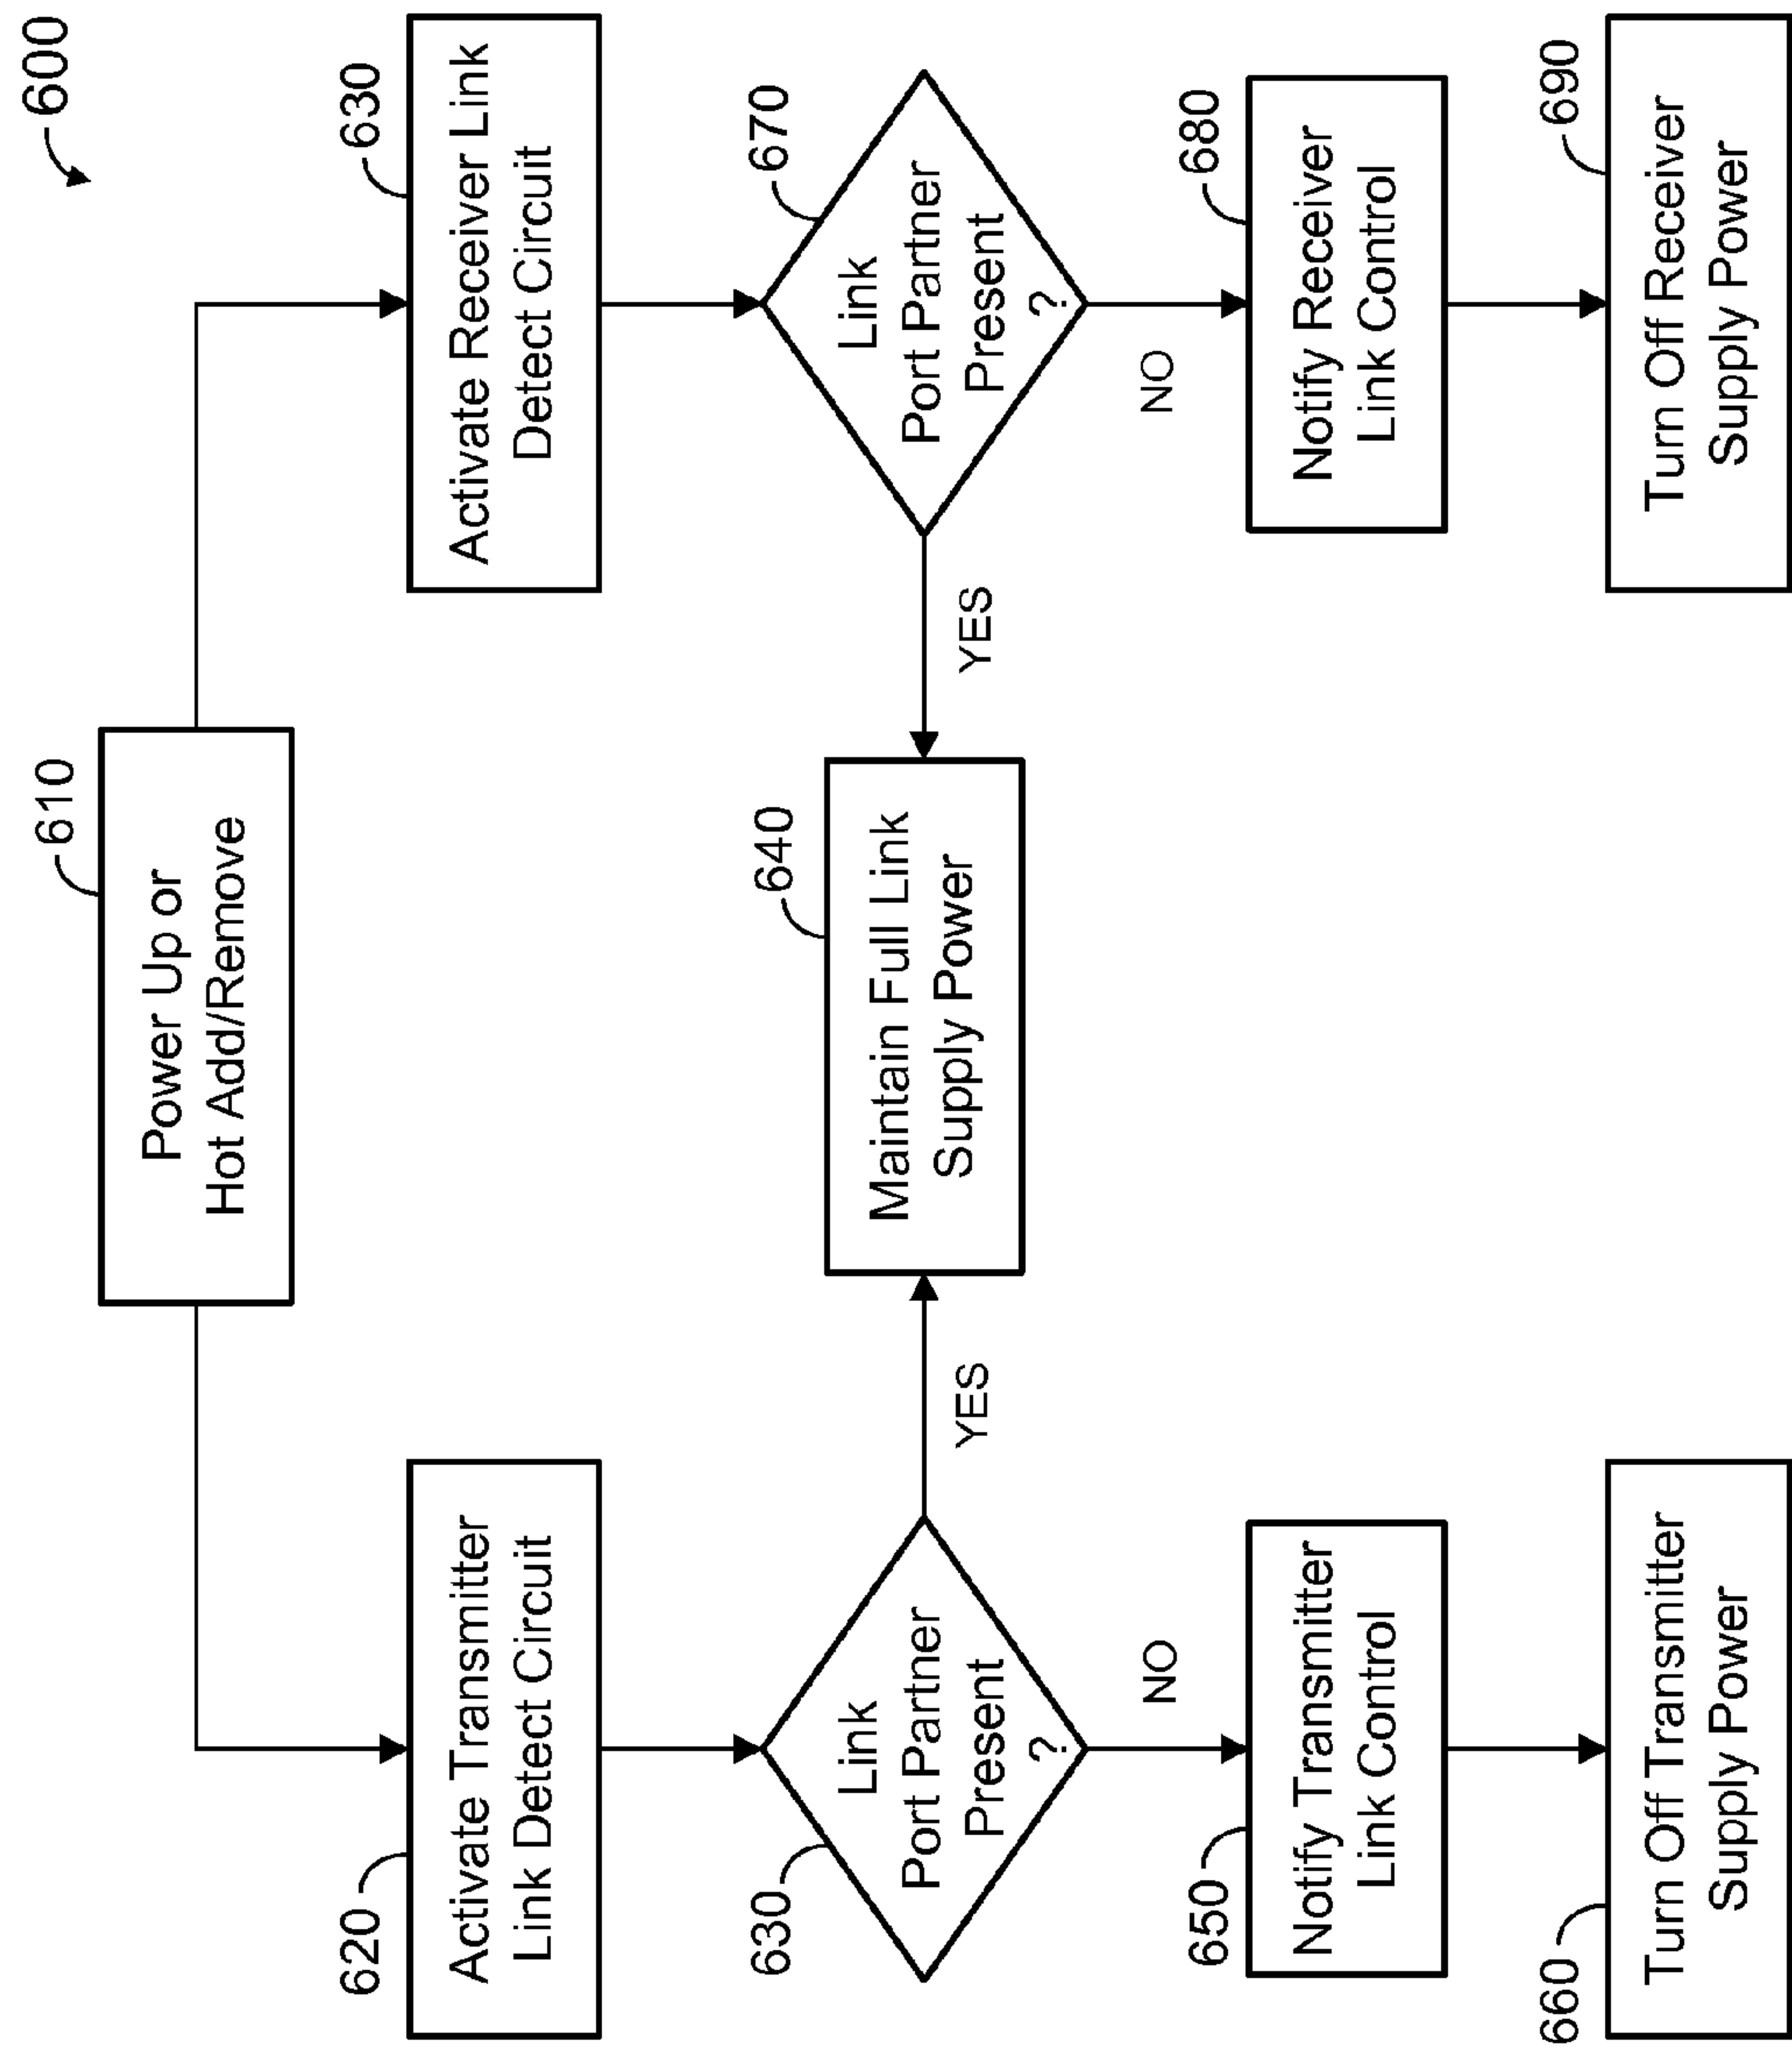 600
610
Power Up or
Hot Add/Remove
620
Activate Transmitter
Link Detect Circuit
630
Activate Receiver Link
Detect Circuit
630
Link
Port Partner
Present
?
YES
640
Maintain Full Link
Supply Power
YES
670
Link
Port Partner
Present
?
NO
NO
650
Notify Transmitter
Link Control
680
Notify Receiver
Link Control
660
Turn Off Transmitter
Supply Power
690
Turn Off Receiver
Supply Power